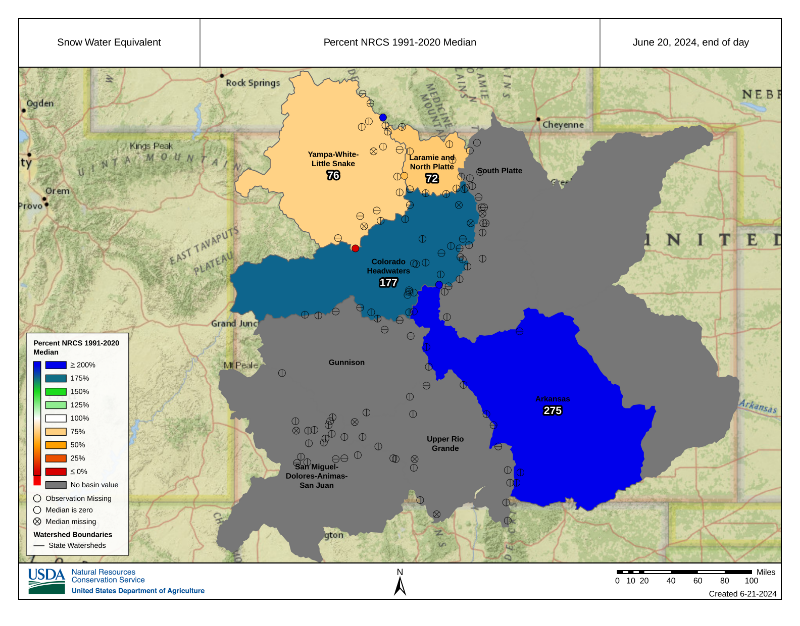 Snow Water Equivalent
Percent NRCS 1991-2020 Median
June 20, 2024, end of day
Rock Springs
Ogden
NEB
Cheyenne
Kings Peak
UINTA MOUNTAINS
MEDICINE
Orem
Provo
EAST TAVAPUTS
PLATEAU
Yampa-White-
Little Snake
76
Laramie and
North Platte
72
South Platte
UNITED
Colorado
Headwaters
177
Grand Junc
Gunnison
Arkansas
275
Arkansas
Upper Rio
Grande
San Miguel-
Dolores-Animas-
San Juan
Percent NRCS 1991-2020
Median
≥ 200%
175%
150%
125%
100%
75%
50%
25%
≤ 0%
No basin value
Observation Missing
Median is zero
Median missing
Watershed Boundaries
State Watersheds
USDA
Natural Resources
Conservation Service
United States Department of Agriculture
N
Miles
0 10 20 40 60 80 100
Created 6-21-2024